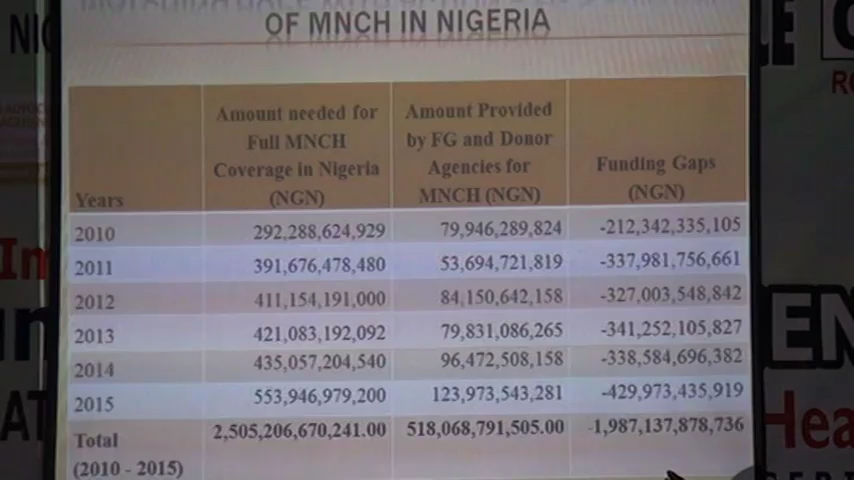 OF MNCH IN NIGERIA
Years | Amount needed for Full MNCH Coverage in Nigeria (NGN) | Amount Provided by FG and Donor Agencies for MNCH (NGN) | Funding Gaps (NGN)
2010 292,288,624,929 79,946,289,824 -212,342,335,105
2011 391,676,478,480 53,694,721,819 -337,981,756,661
2012 411,154,191,000 84,150,642,158 -327,003,548,842
2013 421,083,192,092 79,831,086,265 -341,252,105,827
2014 435,057,204,540 96,472,508,158 -338,584,696,382
2015 553,946,979,200 123,973,543,281 -429,973,435,919
Total (2010 - 2015) 2,505,206,670,241.00 518,068,791,505.00 -1,987,137,878,736